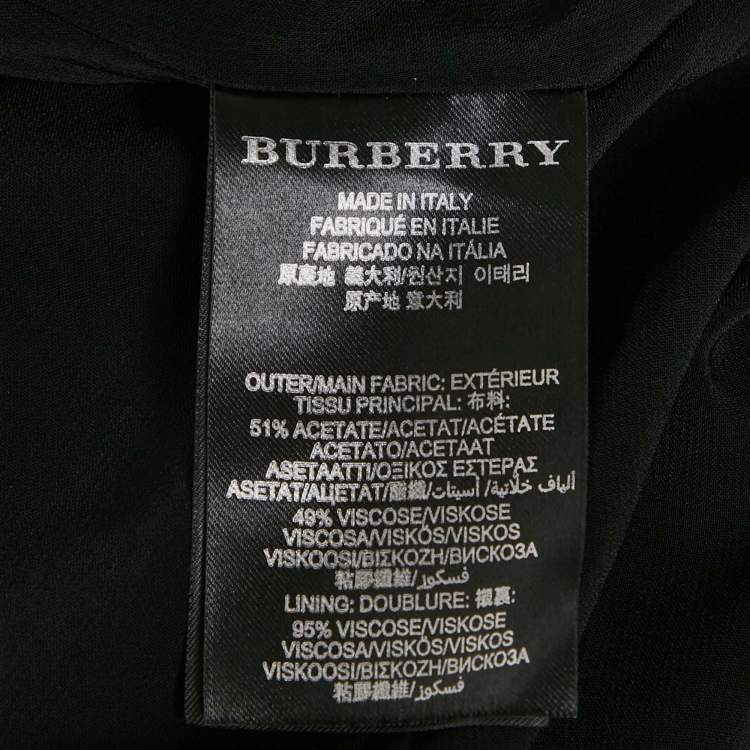 BURBERRY
MADE IN ITALY
FABRIQUÉ EN ITALIE
FABRICADO NA ITÁLIA
原產地 義大利/원산지 이태리
原产地 意大利
OUTER/MAIN FABRIC: EXTÉRIEUR
TISSU PRINCIPAL: 布料:
51% ACETATE/ACETAT/ACÉTATE
ACETATO/ACETAAT
ASETAATTI/ΟΞΙΚΟΣ ΕΣΤΕΡΑΣ
ASETAT/АЦЕТАТ/醋纖/ألياف خلاتية/ أسيتات
49% VISCOSE/VISKOSE
VISCOSA/VISKÓS/VISKOS
VISKOOSI/ΒΙΣΚΟΖΗ/ВИСКОЗА
粘膠纖維/فسكوز
LINING: DOUBLURE: 襯裏:
95% VISCOSE/VISKOSE
VISCOSA/VISKÓS/VISKOS
VISKOOSI/ΒΙΣΚΟΖΗ/ВИСКОЗА
粘膠纖維/فسكوز